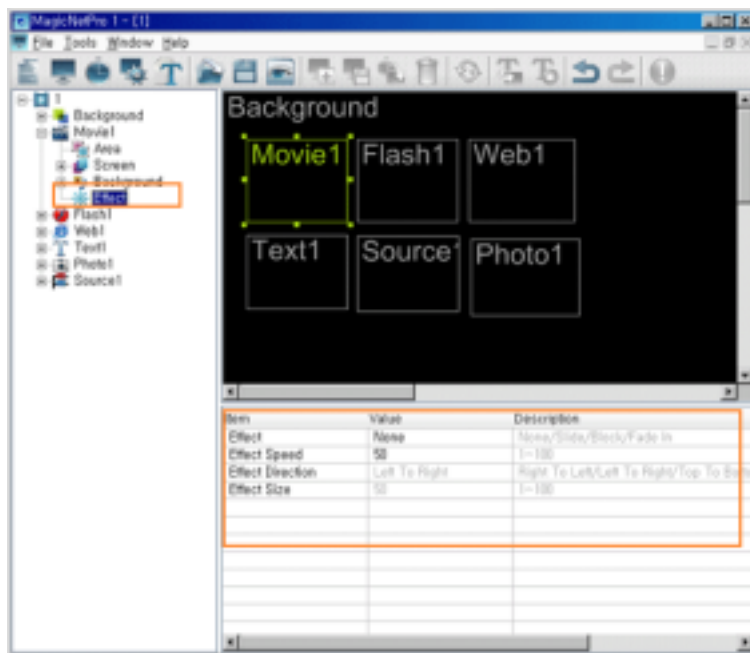 MagicNetPro 1 - [1]
File Tools Window Help
1
Background
Movie1
Area
Screen
Background
Effect
Flash1
Web1
Text1
Photo1
Source1
Background
Movie1 Flash1 Web1
Text1 Source1 Photo1
Item Value Description
Effect None None/Slide/Block/Fade In
Effect Speed 50 1~100
Effect Direction Left To Right Right To Left/Left To Right/Top To
Effect Size 50 1~100